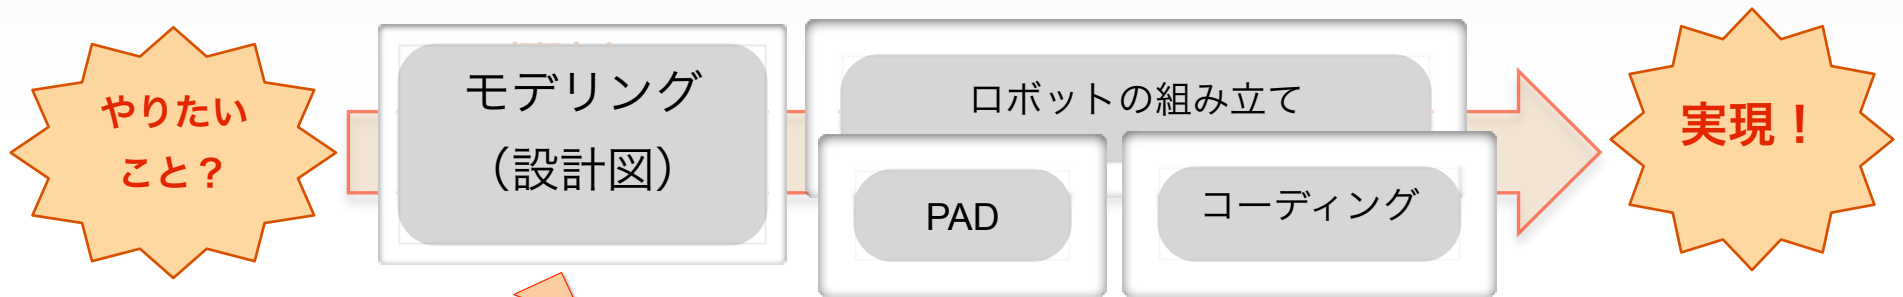 やりたい
こと？
モデリング
（設計図）
ロボットの組み立て
PAD
コーディング
実現！